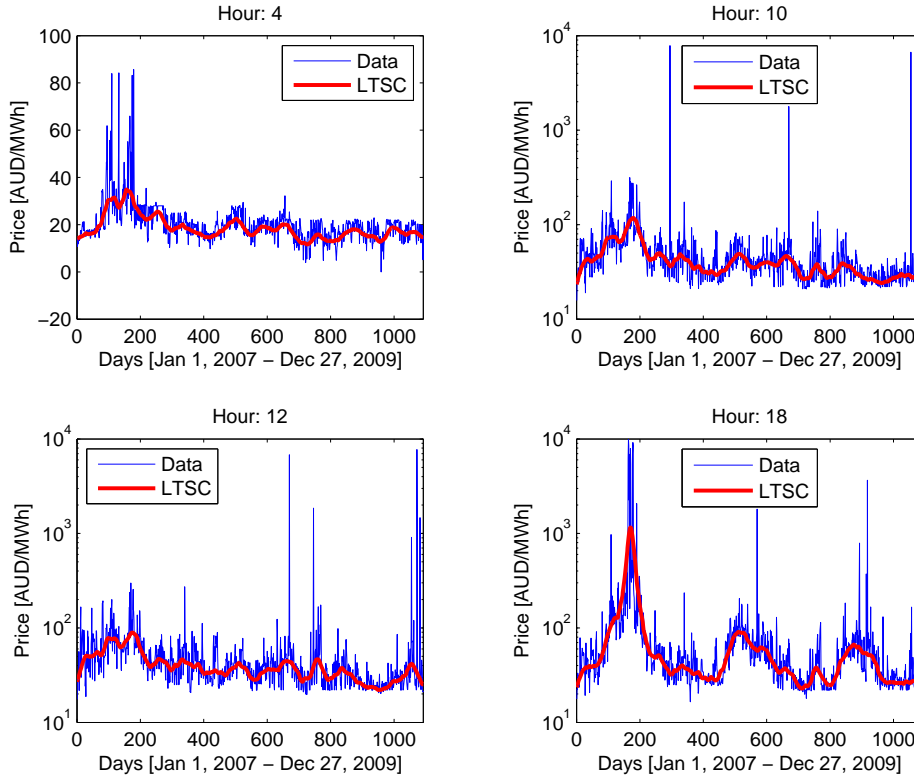 Hour: 4
100
80
60
40
20
0
−20
Price [AUD/MWh]
Data
LTSC
0 200 400 600 800 1000
Days [Jan 1, 2007 − Dec 27, 2009]
Hour: 10
10^4
10^3
10^2
10^1
Price [AUD/MWh]
Data
LTSC
0 200 400 600 800 1000
Days [Jan 1, 2007 − Dec 27, 2009]
Hour: 12
10^4
10^3
10^2
10^1
Price [AUD/MWh]
Data
LTSC
0 200 400 600 800 1000
Days [Jan 1, 2007 − Dec 27, 2009]
Hour: 18
10^4
10^3
10^2
10^1
Price [AUD/MWh]
Data
LTSC
0 200 400 600 800 1000
Days [Jan 1, 2007 − Dec 27, 2009]